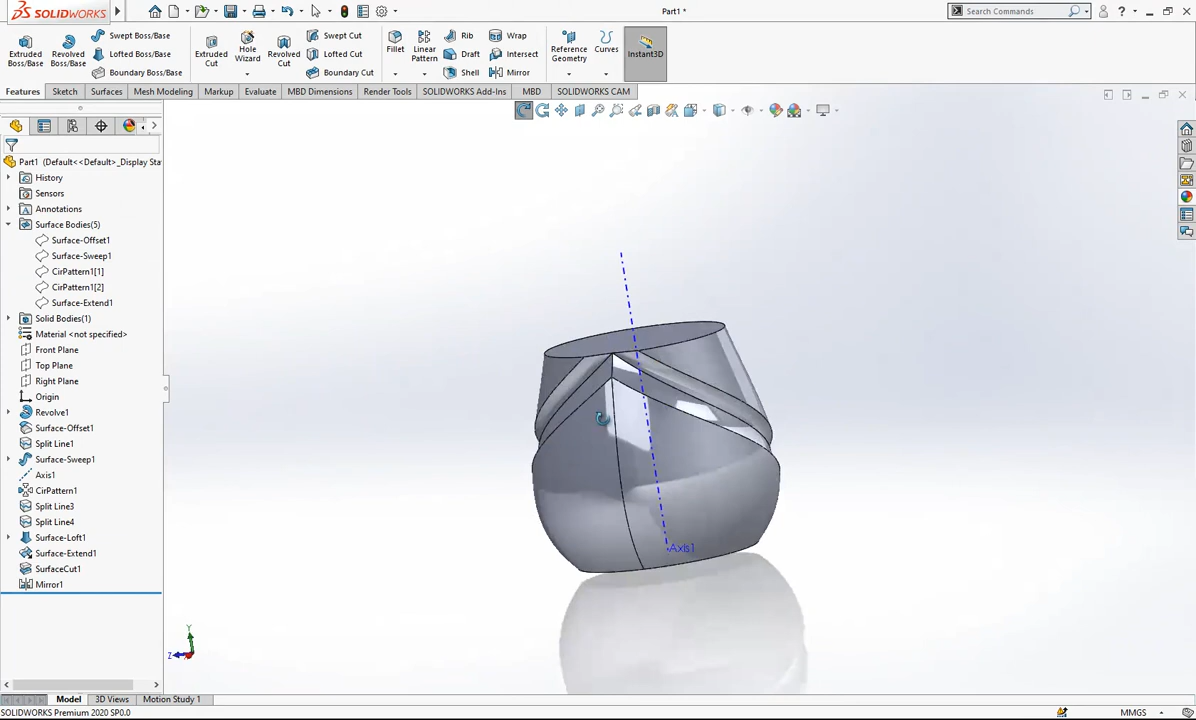 SOLIDWORKS
Part1 *
Search Commands
Extruded Boss/Base
Revolved Boss/Base
Swept Boss/Base
Lofted Boss/Base
Boundary Boss/Base
Extruded Cut
Hole Wizard
Revolved Cut
Swept Cut
Lofted Cut
Boundary Cut
Fillet
Linear Pattern
Rib
Draft
Shell
Wrap
Intersect
Mirror
Reference Geometry
Curves
Instant3D
Features
Sketch
Surfaces
Mesh Modeling
Markup
Evaluate
MBD Dimensions
Render Tools
SOLIDWORKS Add-Ins
MBD
SOLIDWORKS CAM
Part1 (Default<<Default>_Display Sta
History
Sensors
Annotations
Surface Bodies(5)
Surface-Offset1
Surface-Sweep1
CirPattern1[1]
CirPattern1[2]
Surface-Extend1
Solid Bodies(1)
Material <not specified>
Front Plane
Top Plane
Right Plane
Origin
Revolve1
Surface-Offset1
Split Line1
Surface-Sweep1
Axis1
CirPattern1
Split Line3
Split Line4
Surface-Loft1
Surface-Extend1
SurfaceCut1
Mirror1
Axis1
Y
Z
Model
3D Views
Motion Study 1
SOLIDWORKS Premium 2020 SP0.0
MMGS